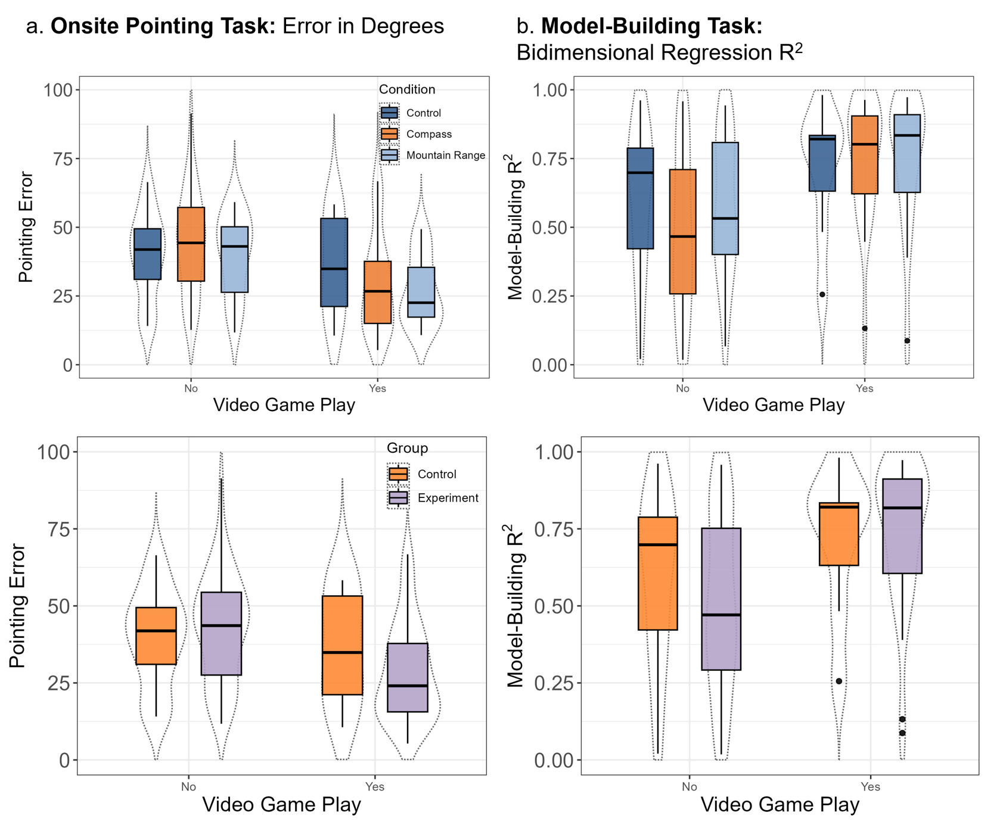 a. Onsite Pointing Task: Error in Degrees
b. Model-Building Task:
Bidimensional Regression R²
Pointing Error
100
75
50
25
0
Condition
Control
Compass
Mountain Range
No
Yes
Video Game Play
Model-Building R²
1.00
0.75
0.50
0.25
0.00
No
Yes
Video Game Play
Pointing Error
100
75
50
25
0
Group
Control
Experiment
No
Yes
Video Game Play
Model-Building R²
1.00
0.75
0.50
0.25
0.00
No
Yes
Video Game Play